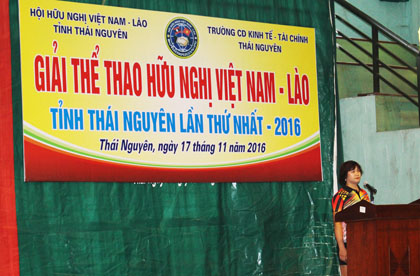 HỘI HỮU NGHỊ VIỆT NAM - LÀO
TỈNH THÁI NGUYÊN
TRƯỜNG CD KINH TẾ - TÀI CHÍNH
THÁI NGUYÊN
GIẢI THỂ THAO HỮU NGHỊ VIỆT NAM - LÀO
TỈNH THÁI NGUYÊN LẦN THỨ NHẤT - 2016
Thái Nguyên, ngày 17 tháng 11 năm 2016